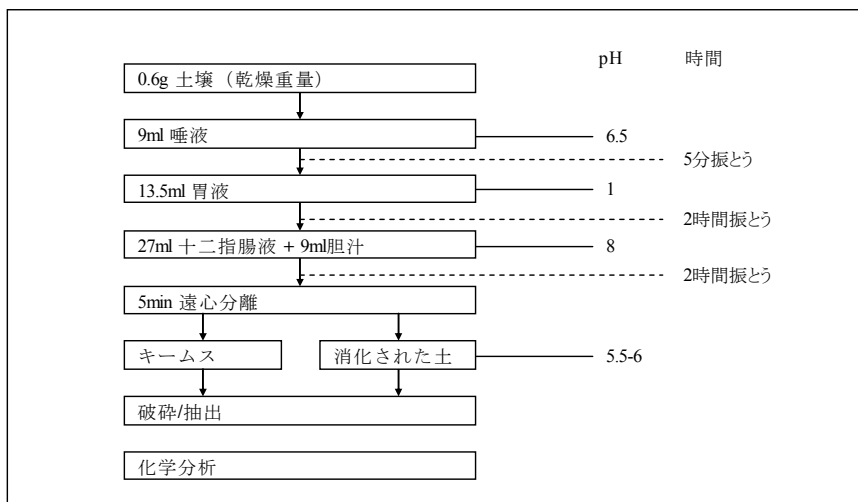 pH 時間
0.6g 土壌（乾燥重量）
9ml 唾液 6.5
5分振とう
13.5ml 胃液 1
2時間振とう
27ml 十二指腸液 + 9ml胆汁 8
2時間振とう
5min 遠心分離
キームス 消化された土 5.5-6
破砕/抽出
化学分析